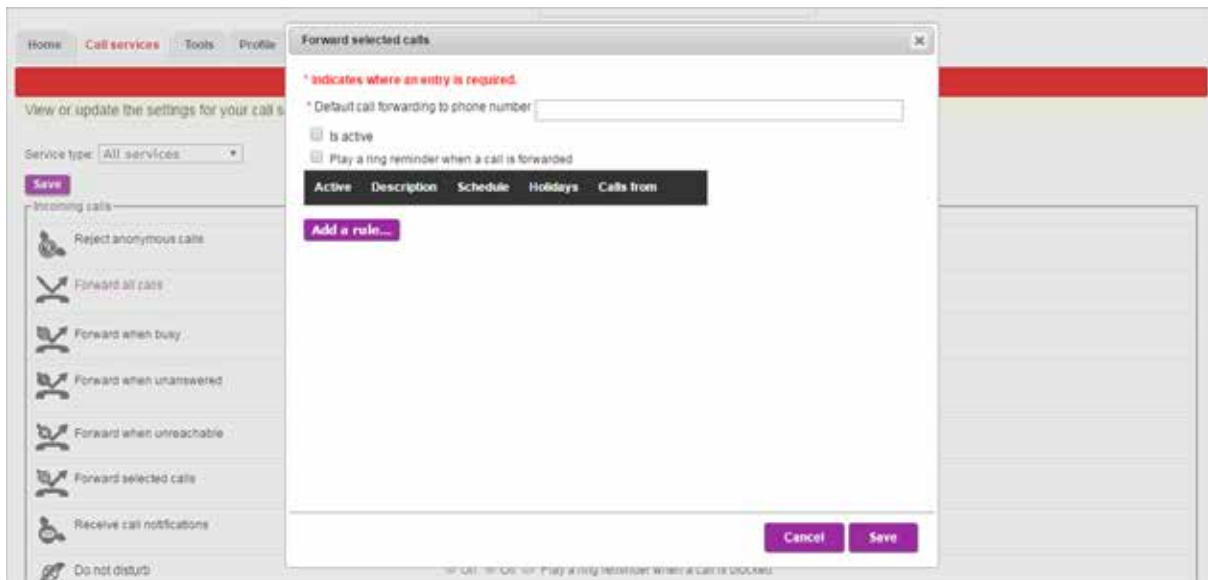 Home Call services Tools Profile
Forward selected calls
* Indicates where an entry is required.
View or update the settings for your call s
* Default call forwarding to phone number
Is active
Service type: All services
Play a ring reminder when a call is forwarded
Save
Active Description Schedule Holidays Calls from
Incoming calls
Add a rule...
Reject anonymous calls
Forward all calls
Forward when busy
Forward when unanswered
Forward when unreachable
Forward selected calls
Receive call notifications
Cancel Save
Do not disturb
Play a ring reminder when a call is blocked